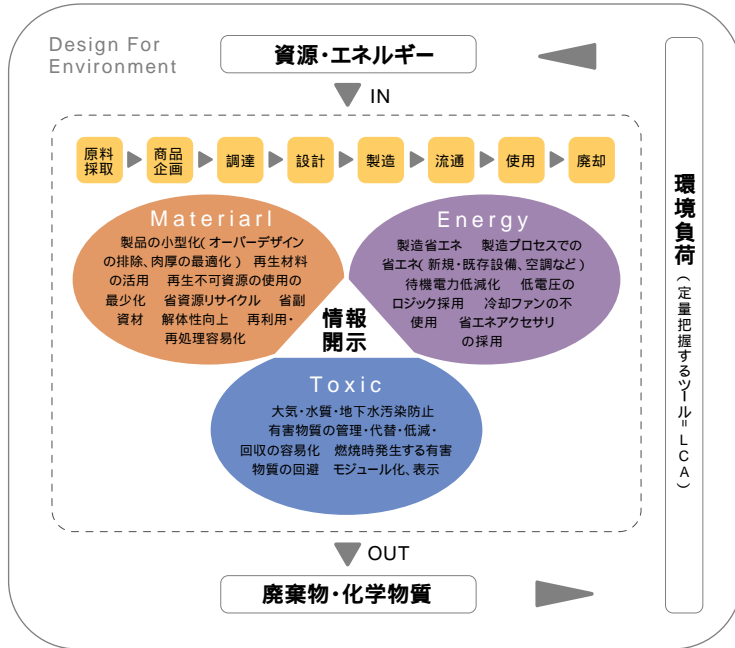 Design For
Environment
資源・エネルギー
IN
原料
採取
商品
企画
調達
設計
製造
流通
使用
廃却
Materiarl
製品の小型化(オーバーデザイン
の排除、肉厚の最適化) 再生材料
の活用 再生不可資源の使用の
最少化 省資源リサイクル 省副
資材 解体性向上 再利用・
再処理容易化
Energy
製造省エネ 製造プロセスでの
省エネ(新規・既存設備、空調など)
待機電力低減化 低電圧の
ロジック採用 冷却ファンの不
使用 省エネアクセサリ
の採用
情報
開示
Toxic
大気・水質・地下水汚染防止
有害物質の管理・代替・低減・
回収の容易化 燃焼時発生する有害
物質の回避 モジュール化、表示
OUT
廃棄物・化学物質
環境負荷(定量把握するツール=LCA)